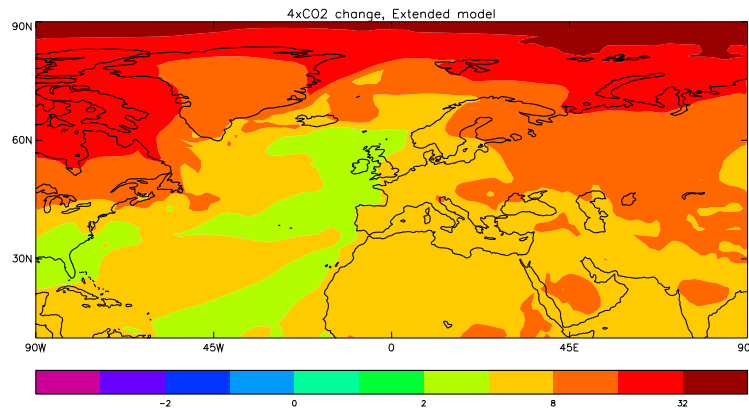 4xCO2 change, Extended model
90N
60N
30N
90W 45W 0 45E 90
-2 0 2 8 32